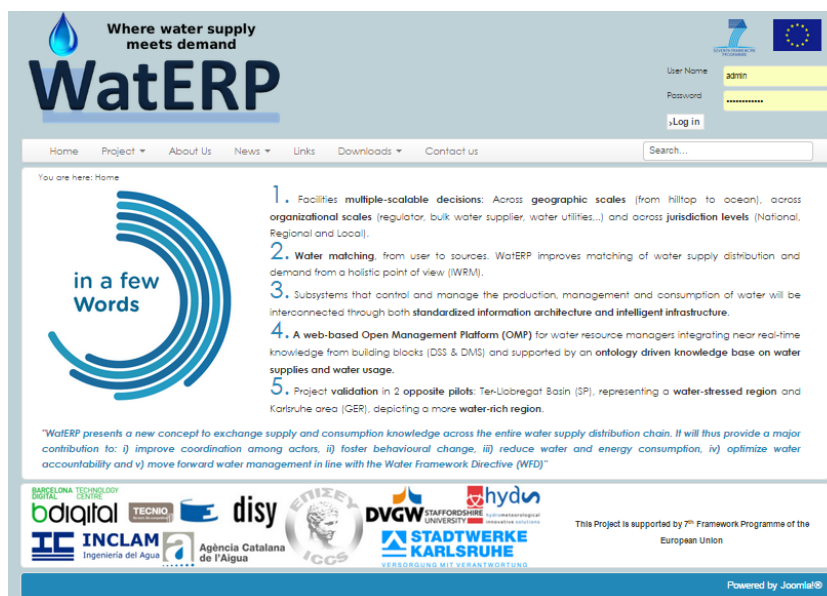 Where water supply
meets demand
WatERP
7
SEVENTH FRAMEWORK
PROGRAMME
User Name
admin
Password
••••••••••••
Log in
Home
Project
About Us
News
Links
Downloads
Contact us
Search...
You are here: Home
in a few
Words
1. Facilities multiple-scalable decisions: Across geographic scales (from hilltop to ocean), across
organizational scales (regulator, bulk water supplier, water utilities,..) and across jurisdiction levels (National,
Regional and Local).
2. Water matching, from user to sources. WatERP improves matching of water supply distribution and
demand from a holistic point of view (IWRM).
3. Subsystems that control and manage the production, management and consumption of water will be
interconnected through both standardized information architecture and intelligent infrastructure.
4. A web-based Open Management Platform (OMP) for water resource managers integrating near real-time
knowledge from building blocks (DSS & DMS) and supported by an ontology driven knowledge base on water
supplies and water usage.
5. Project validation in 2 opposite pilots: Ter-Llobregat Basin (SP), representing a water-stressed region and
Karlsruhe area (GER), depicting a more water-rich region.
"WatERP presents a new concept to exchange supply and consumption knowledge across the entire water supply distribution chain. It will thus provide a major
contribution to: i) improve coordination among actors, ii) foster behavioural change, iii) reduce water and energy consumption, iv) optimize water
accountability and v) move forward water management in line with the Water Framework Directive (WFD)"
BARCELONA TECHNOLOGY
DIGITAL CENTRE
bdigital
TECNIO
disy
ΕΠΙΣΕΥ
ICCS
DVGW
STAFFORDSHIRE
UNIVERSITY
hyds
hydrometeorological
innovative solutions
INCLAM
Ingeniería del Agua
Agència Catalana
de l'Aigua
STADTWERKE
KARLSRUHE
VERSORGUNG MIT VERANTWORTUNG
This Project is supported by 7th Framework Programme of the
European Union
Powered by Joomla!®